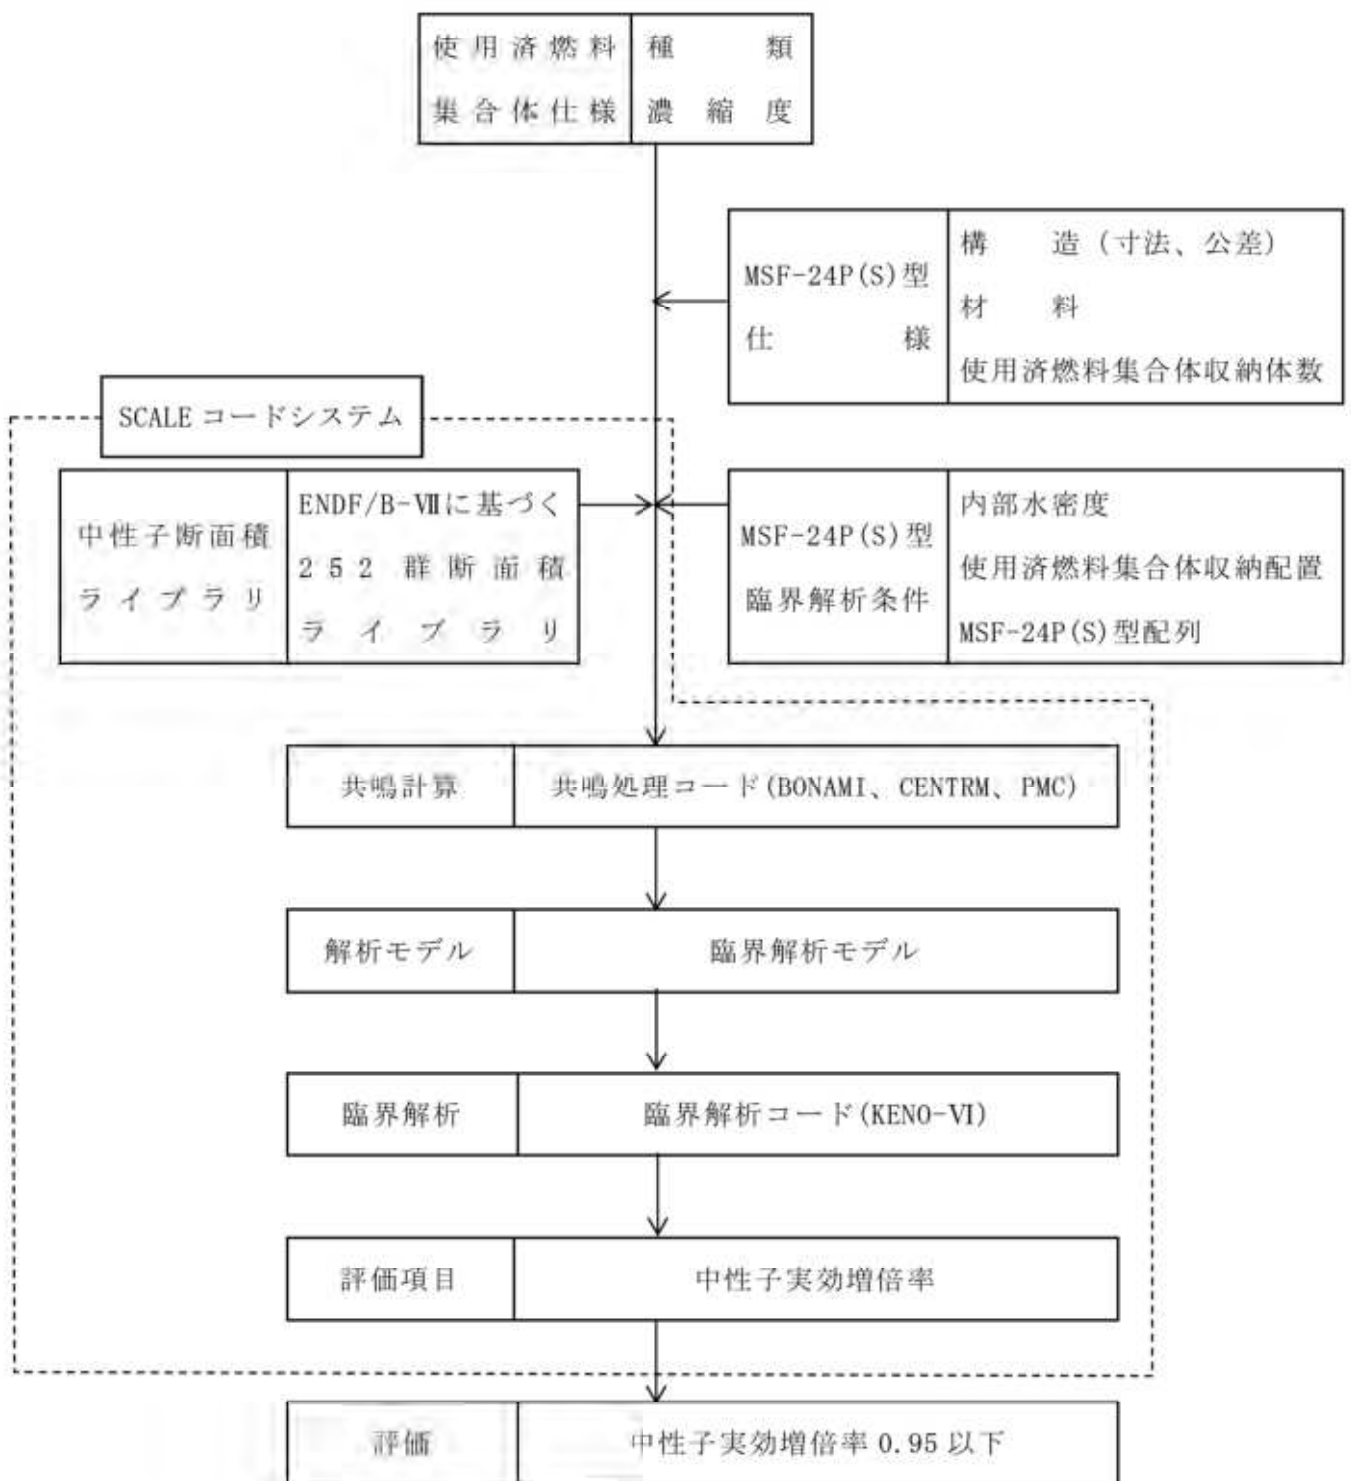 使用済燃料
集合体仕様
種類
濃縮度
MSF-24P(S)型
仕様
構造（寸法、公差）
材料
使用済燃料集合体収納体数
SCALE コードシステム
中性子断面積
ライブラリ
ENDF/B-Ⅶに基づく
252 群断面積
ライブラリ
MSF-24P(S)型
臨界解析条件
内部水密度
使用済燃料集合体収納配置
MSF-24P(S)型配列
共鳴計算
共鳴処理コード(BONAMI、CENTRM、PMC)
解析モデル
臨界解析モデル
臨界解析
臨界解析コード(KENO-Ⅵ)
評価項目
中性子実効増倍率
評価
中性子実効増倍率 0.95 以下